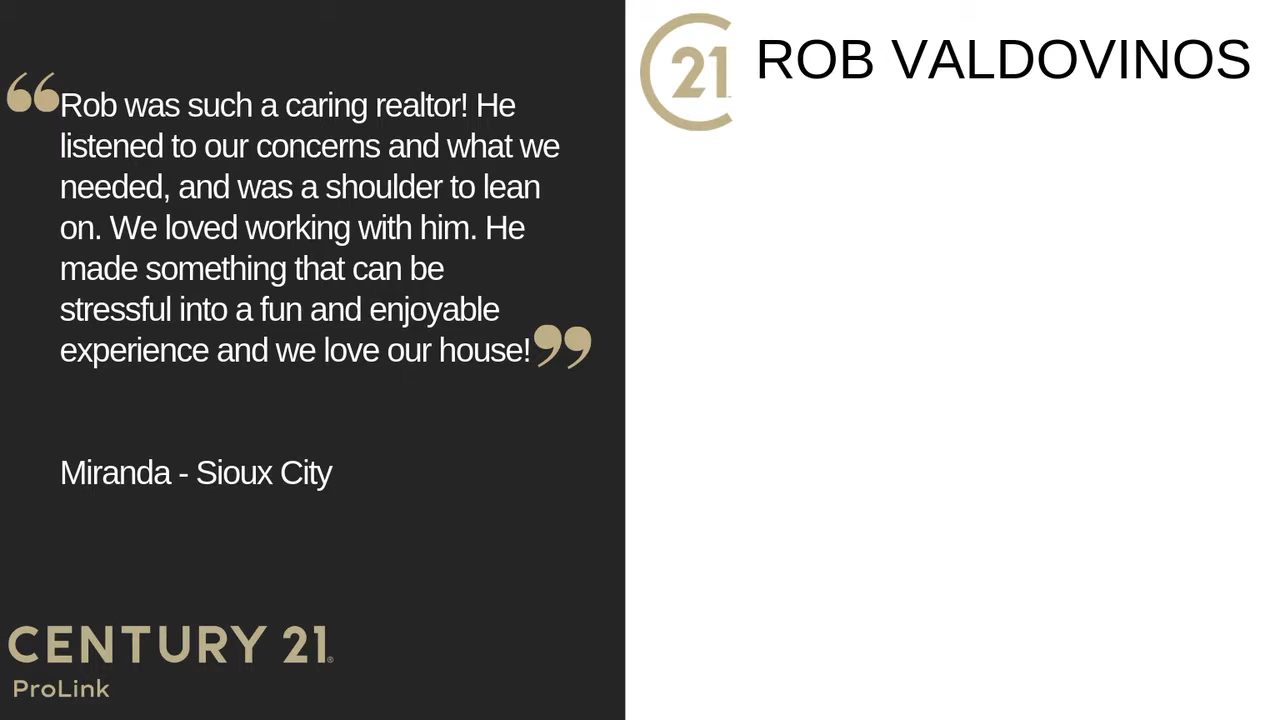 “Rob was such a caring realtor! He
listened to our concerns and what we
needed, and was a shoulder to lean
on. We loved working with him. He
made something that can be
stressful into a fun and enjoyable
experience and we love our house!”
Miranda - Sioux City
CENTURY 21®
ProLink
C21
ROB VALDOVINOS